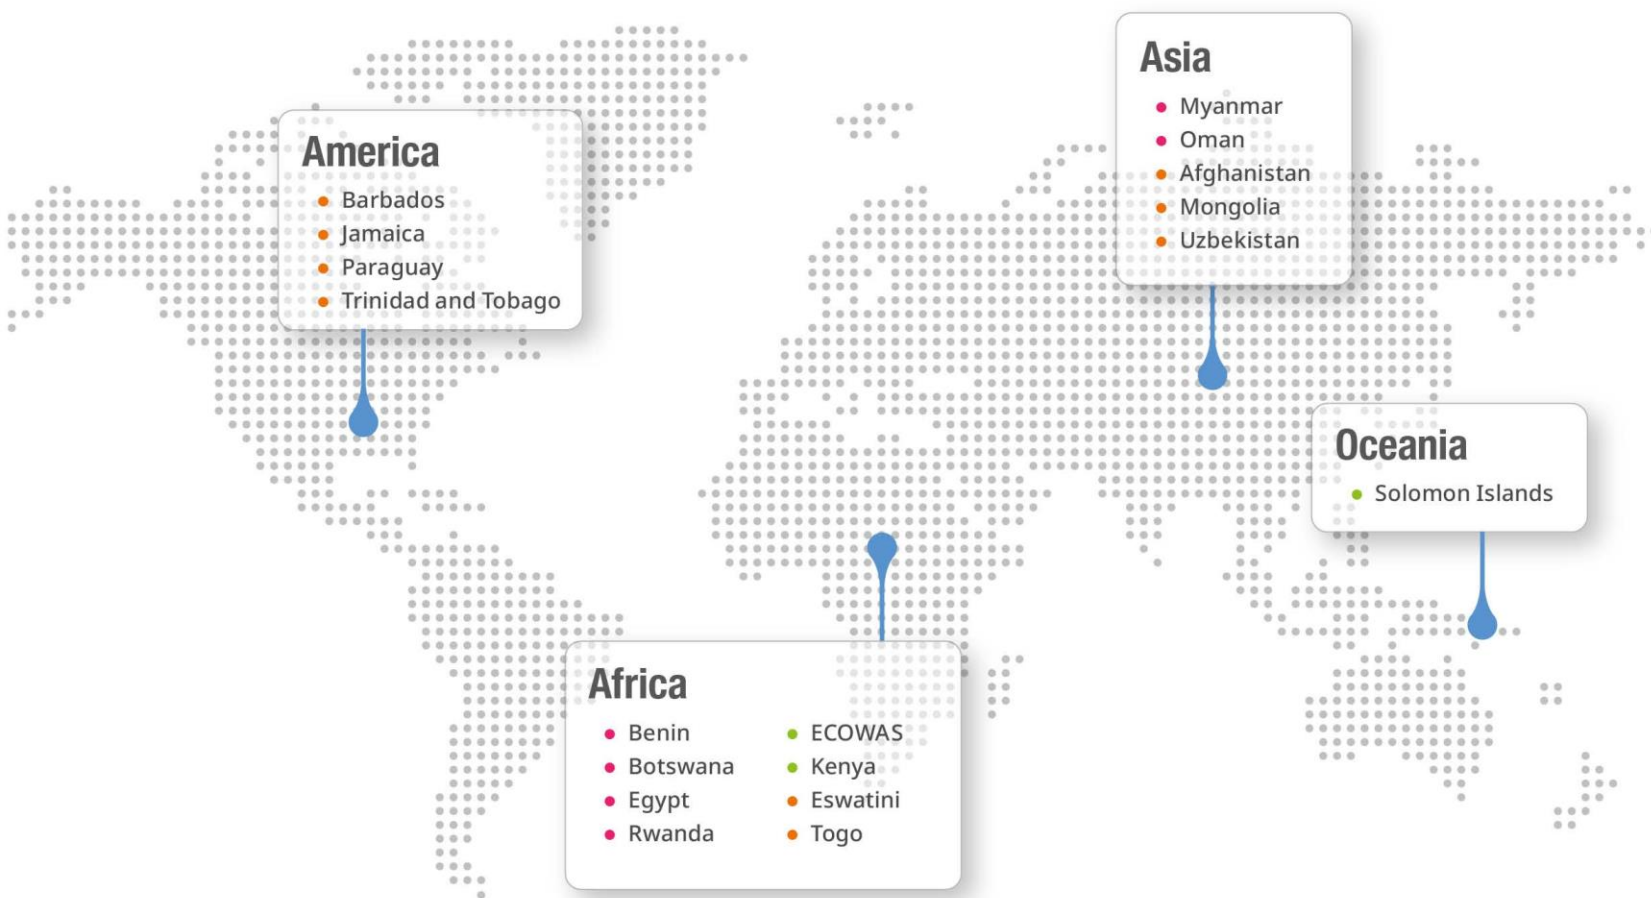 America
Barbados
Jamaica
Paraguay
Trinidad and Tobago
Asia
Myanmar
Oman
Afghanistan
Mongolia
Uzbekistan
Oceania
Solomon Islands
Africa
Benin
Botswana
Egypt
Rwanda
ECOWAS
Kenya
Eswatini
Togo